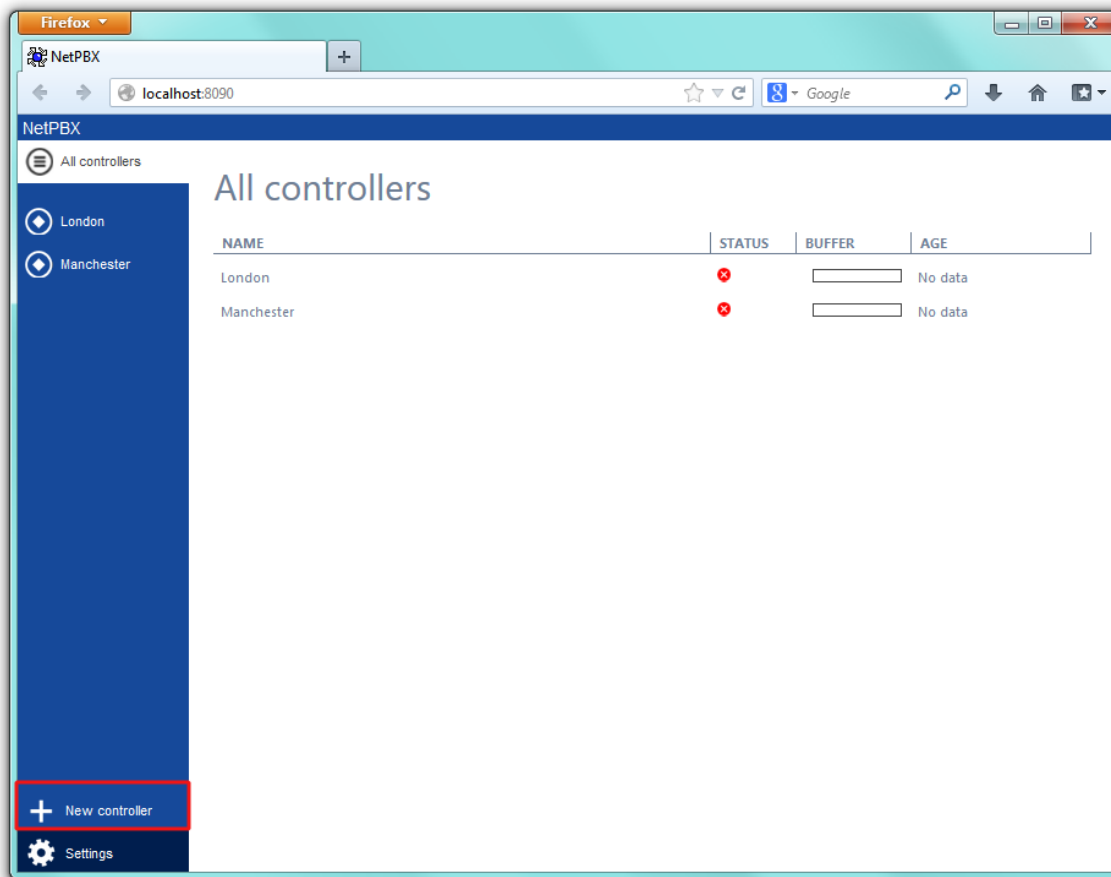 Firefox
NetPBX
localhost:8090
Google
NetPBX
All controllers
London
Manchester
New controller
Settings
All controllers
NAME STATUS BUFFER AGE
London No data
Manchester No data